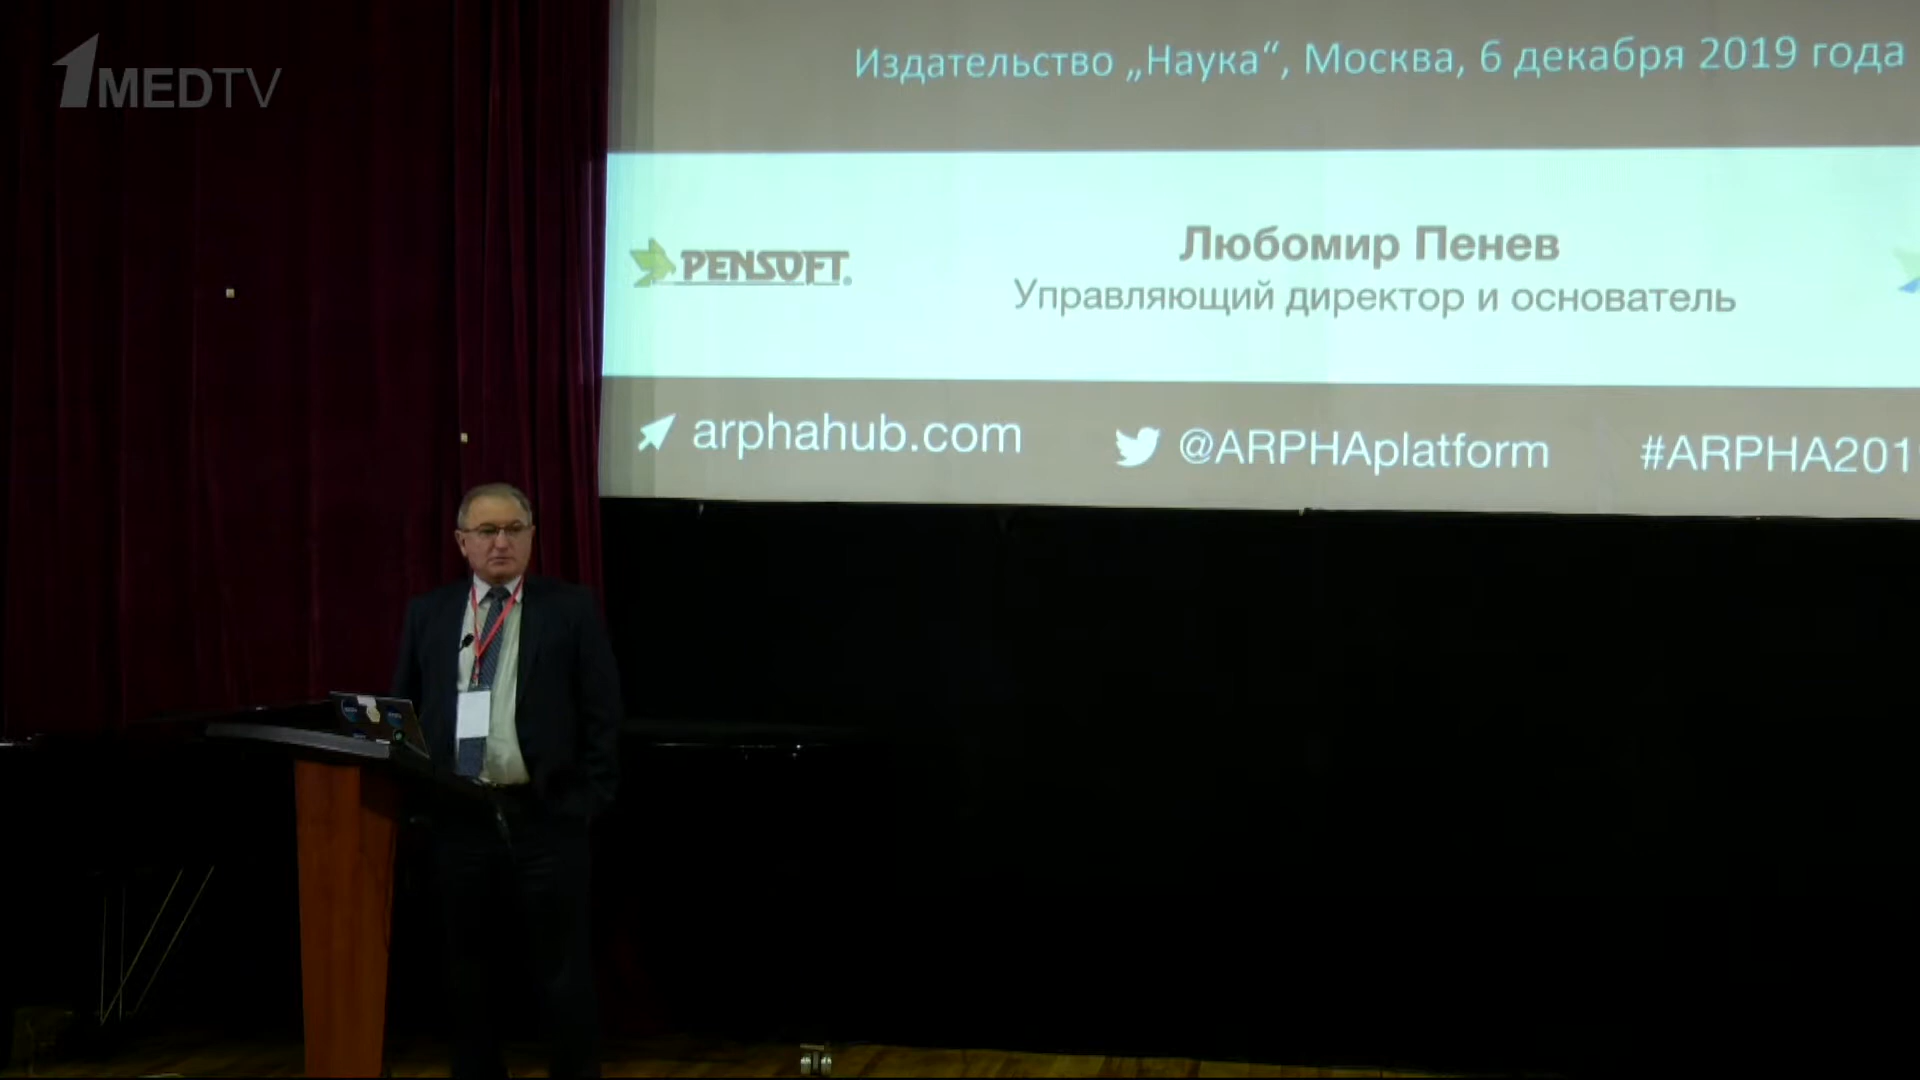 1MEDTV
Издательство „Наука“, Москва, 6 декабря 2019 года
PENSOFT®
Любомир Пенев
Управляющий директор и основатель
arphahub.com
@ARPHAplatform
#ARPHA201